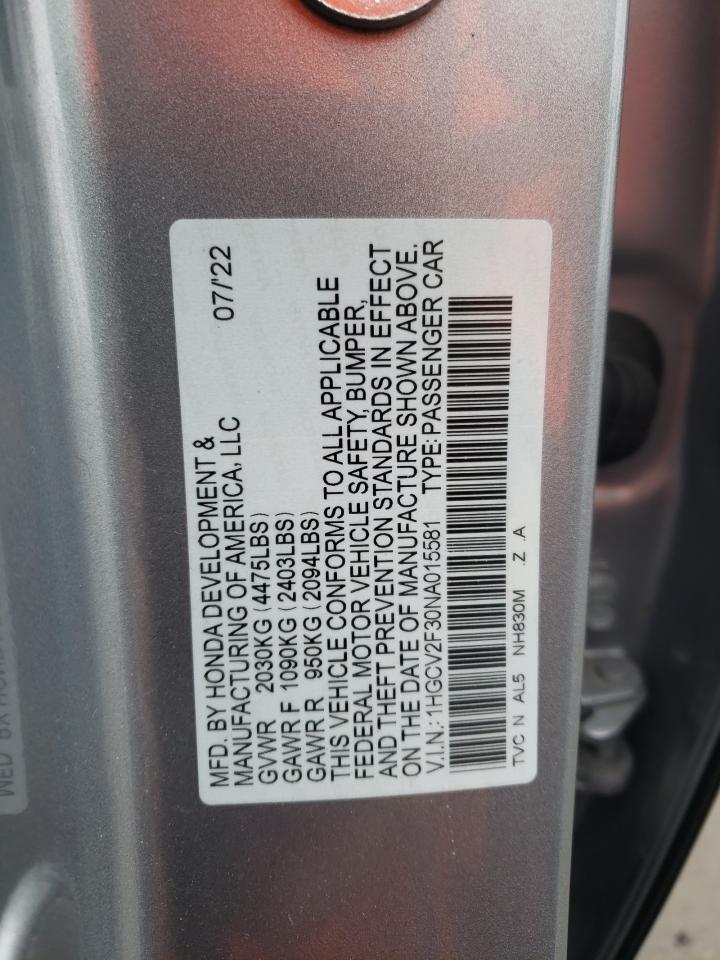 MFD. BY HONDA DEVELOPMENT &
MANUFACTURING OF AMERICA, LLC 07/'22
GVWR 2030KG (4475LBS)
GAWR F 1090KG (2403LBS)
GAWR R 950KG (2094LBS)
THIS VEHICLE CONFORMS TO ALL APPLICABLE
FEDERAL MOTOR VEHICLE SAFETY, BUMPER,
AND THEFT PREVENTION STANDARDS IN EFFECT
ON THE DATE OF MANUFACTURE SHOWN ABOVE.
V.I.N.: 1HGCV2F30NA015581 TYPE: PASSENGER CAR
TVC N AL5 NH830M .Z .A